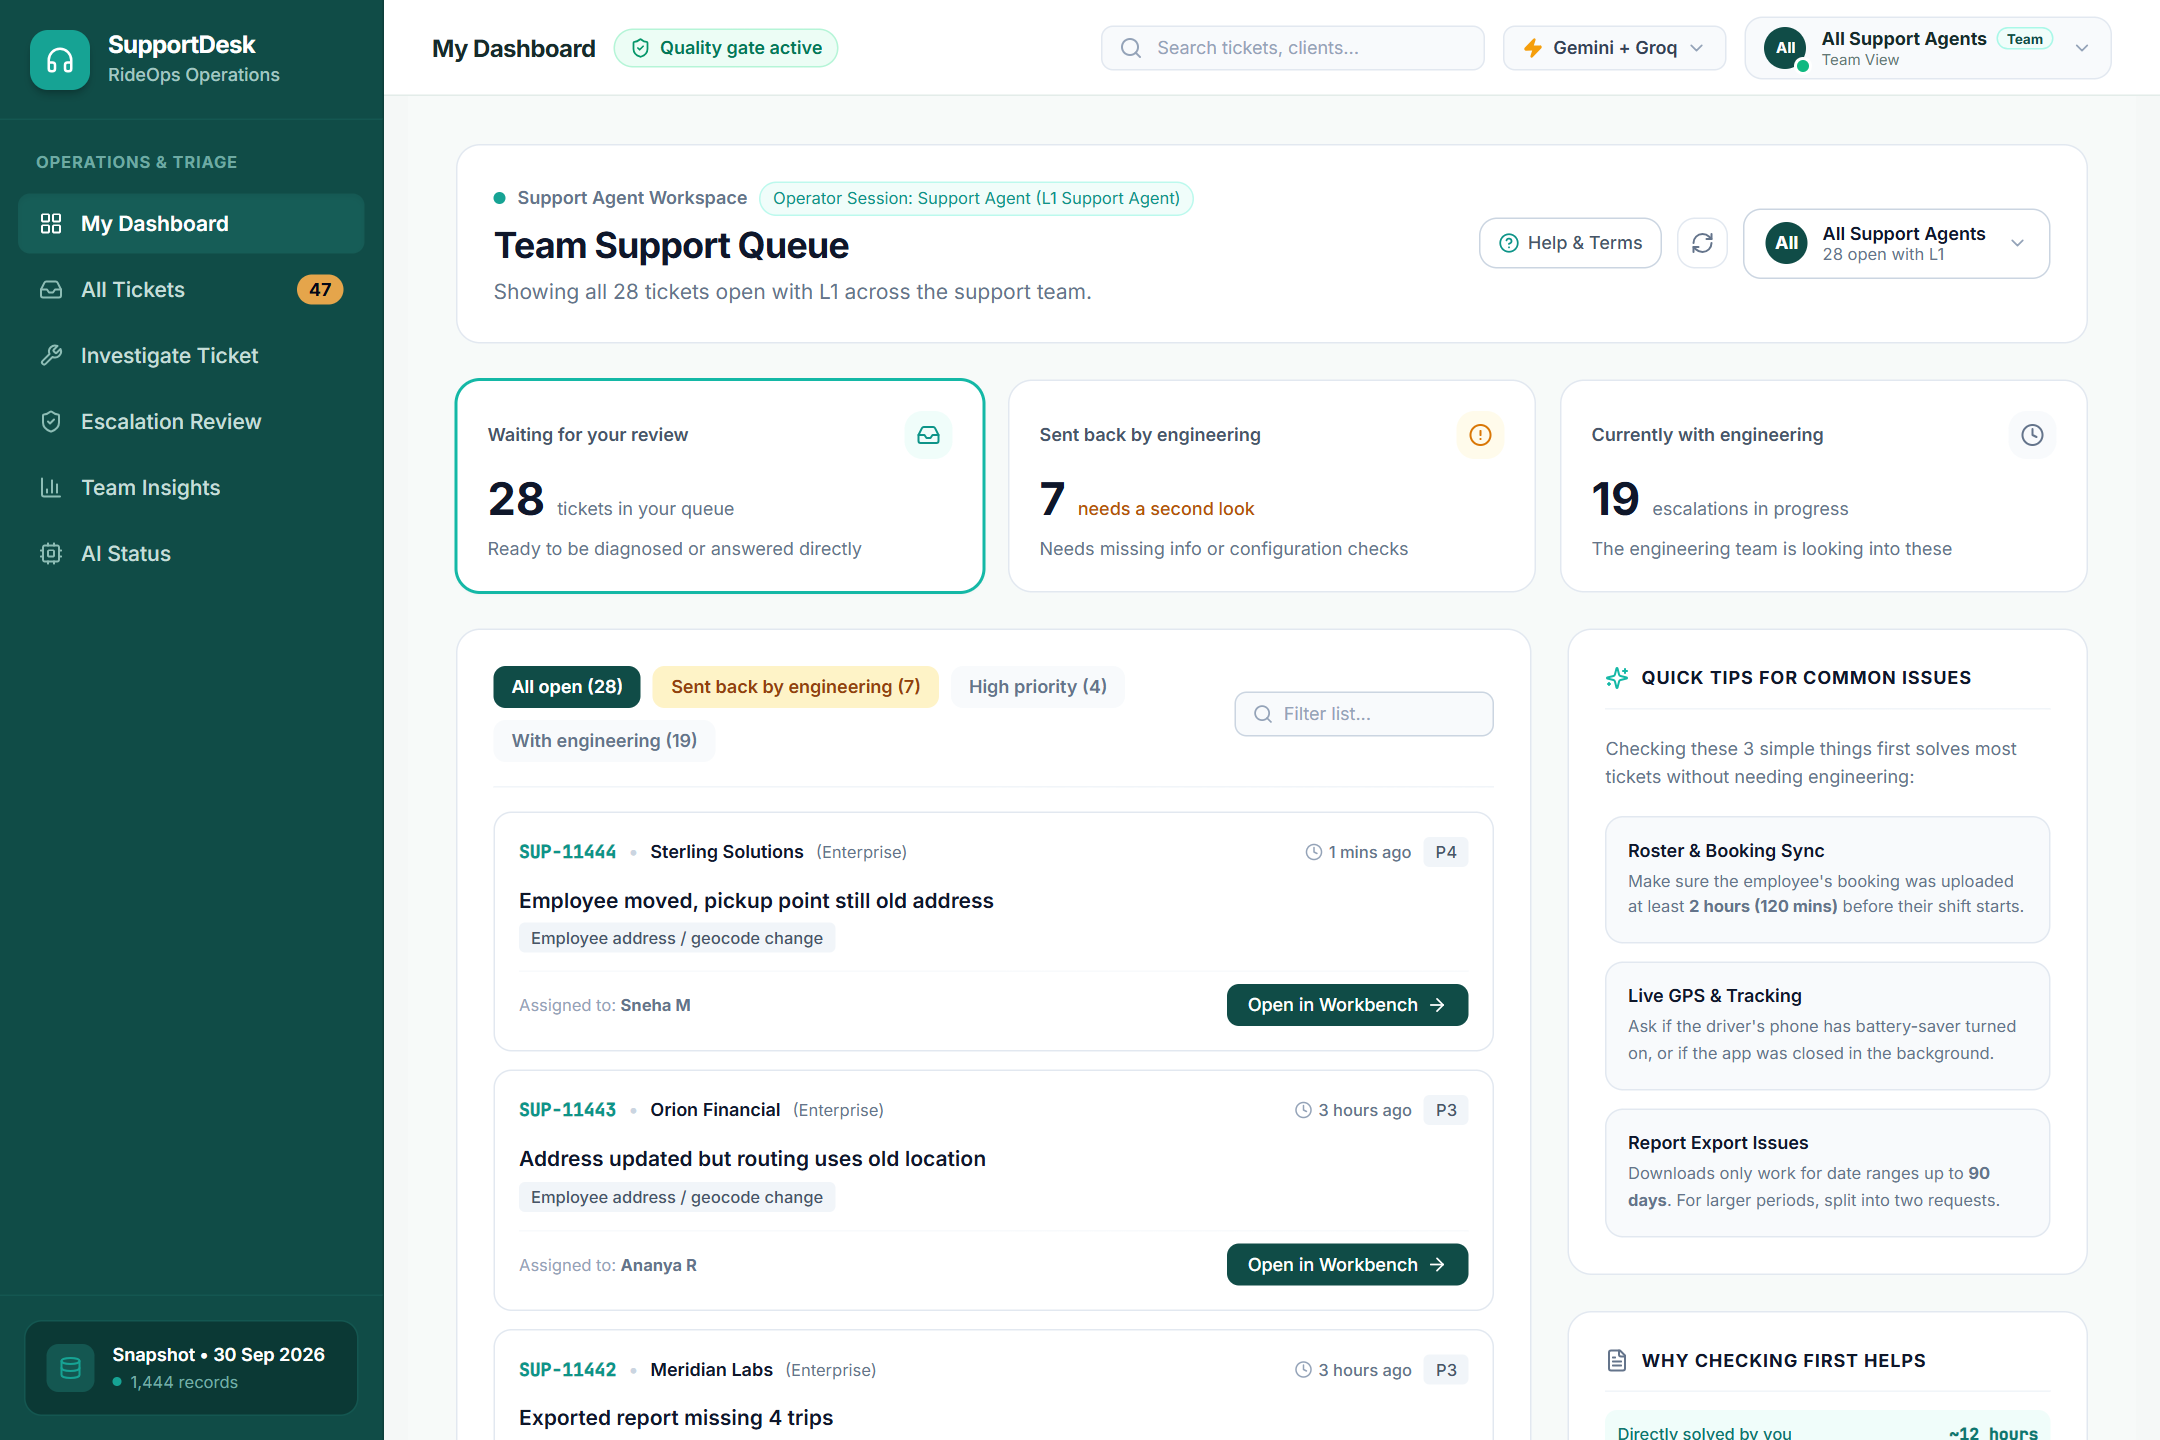 SupportDesk
RideOps Operations
OPERATIONS & TRIAGE
My Dashboard
All Tickets
47
Investigate Ticket
Escalation Review
Team Insights
AI Status
Snapshot • 30 Sep 2026
1,444 records
My Dashboard
Quality gate active
Search tickets, clients...
Gemini + Groq
All
All Support Agents
Team
Team View
Support Agent Workspace
Operator Session: Support Agent (L1 Support Agent)
Team Support Queue
Showing all 28 tickets open with L1 across the support team.
Help & Terms
All
All Support Agents
28 open with L1
Waiting for your review
28 tickets in your queue
Ready to be diagnosed or answered directly
Sent back by engineering
7 needs a second look
Needs missing info or configuration checks
Currently with engineering
19 escalations in progress
The engineering team is looking into these
All open (28)
Sent back by engineering (7)
High priority (4)
With engineering (19)
Filter list...
SUP-11444 • Sterling Solutions (Enterprise)
1 mins ago
P4
Employee moved, pickup point still old address
Employee address / geocode change
Assigned to: Sneha M
Open in Workbench →
SUP-11443 • Orion Financial (Enterprise)
3 hours ago
P3
Address updated but routing uses old location
Employee address / geocode change
Assigned to: Ananya R
Open in Workbench →
SUP-11442 • Meridian Labs (Enterprise)
3 hours ago
P3
Exported report missing 4 trips
QUICK TIPS FOR COMMON ISSUES
Checking these 3 simple things first solves most
tickets without needing engineering:
Roster & Booking Sync
Make sure the employee's booking was uploaded
at least 2 hours (120 mins) before their shift starts.
Live GPS & Tracking
Ask if the driver's phone has battery-saver turned
on, or if the app was closed in the background.
Report Export Issues
Downloads only work for date ranges up to 90
days. For larger periods, split into two requests.
WHY CHECKING FIRST HELPS
Directly solved by you
~12 hours